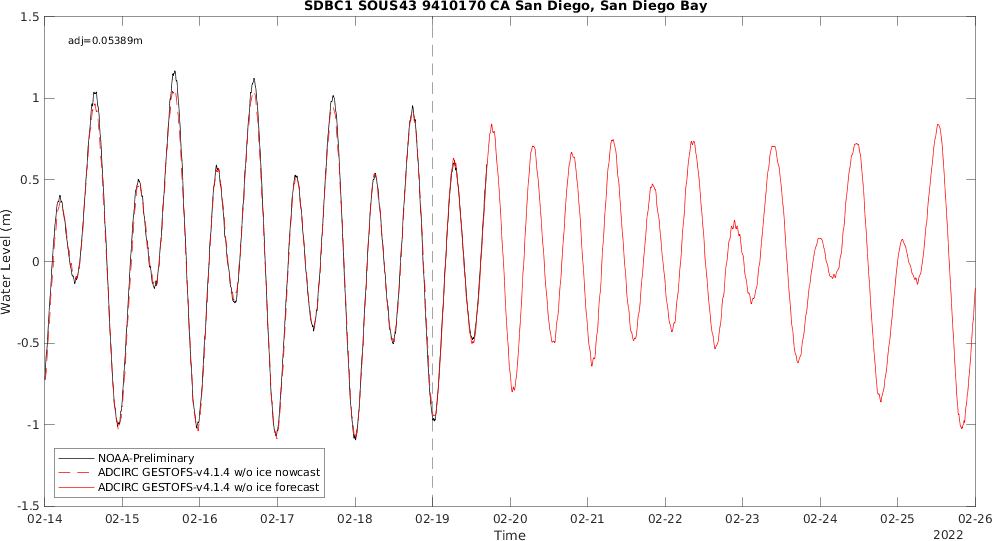 SDBC1 SOUS43 9410170 CA San Diego, San Diego Bay
1.5
adj=0.05389m
1
0.5
0
-0.5
-1
-1.5
Water Level (m)
NOAA-Preliminary
ADCIRC GESTOFS-v4.1.4 w/o ice nowcast
ADCIRC GESTOFS-v4.1.4 w/o ice forecast
02-14 02-15 02-16 02-17 02-18 02-19 02-20 02-21 02-22 02-23 02-24 02-25 02-26
Time
2022